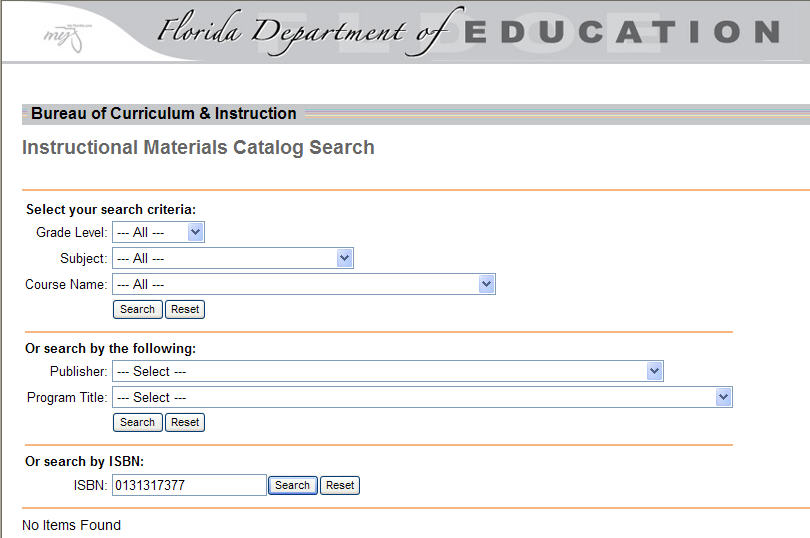 Florida Department of EDUCATION
Bureau of Curriculum & Instruction
Instructional Materials Catalog Search
Select your search criteria:
Grade Level: --- All ---
Subject: --- All ---
Course Name: --- All ---
Search Reset
Or search by the following:
Publisher: --- Select ---
Program Title: --- Select ---
Search Reset
Or search by ISBN:
ISBN: 0131317377 Search Reset
No Items Found